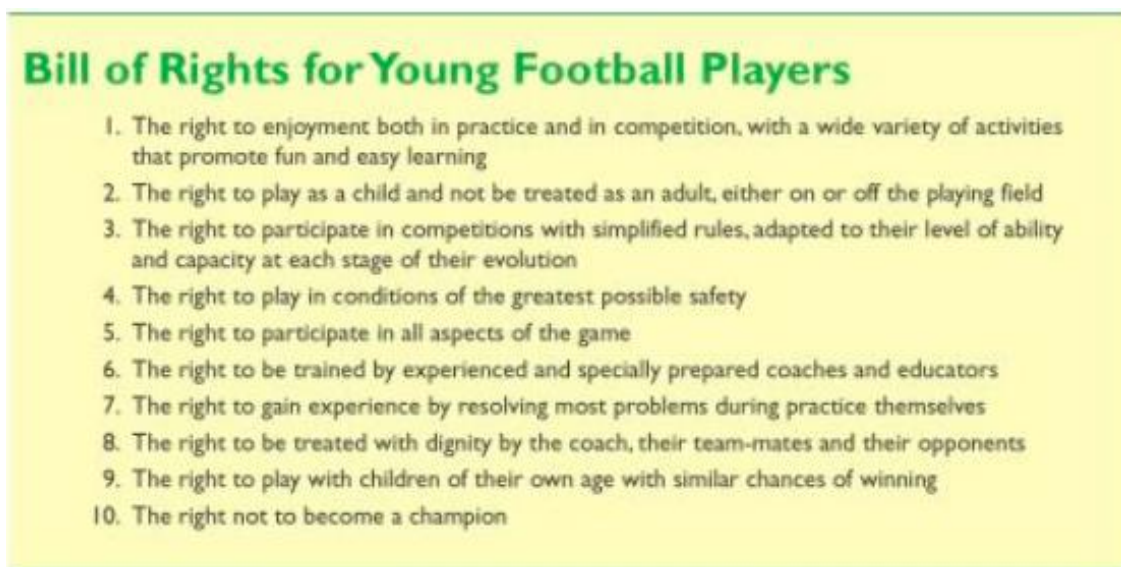 Bill of Rights for Young Football Players
1. The right to enjoyment both in practice and in competition, with a wide variety of activities
that promote fun and easy learning
2. The right to play as a child and not be treated as an adult, either on or off the playing field
3. The right to participate in competitions with simplified rules, adapted to their level of ability
and capacity at each stage of their evolution
4. The right to play in conditions of the greatest possible safety
5. The right to participate in all aspects of the game
6. The right to be trained by experienced and specially prepared coaches and educators
7. The right to gain experience by resolving most problems during practice themselves
8. The right to be treated with dignity by the coach, their team-mates and their opponents
9. The right to play with children of their own age with similar chances of winning
10. The right not to become a champion